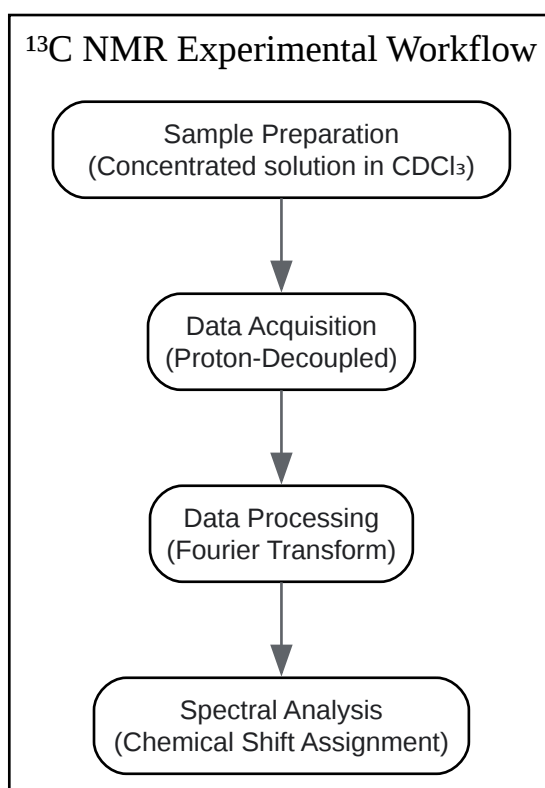 ¹³C NMR Experimental Workflow
Sample Preparation
(Concentrated solution in CDCl₃)
Data Acquisition
(Proton-Decoupled)
Data Processing
(Fourier Transform)
Spectral Analysis
(Chemical Shift Assignment)